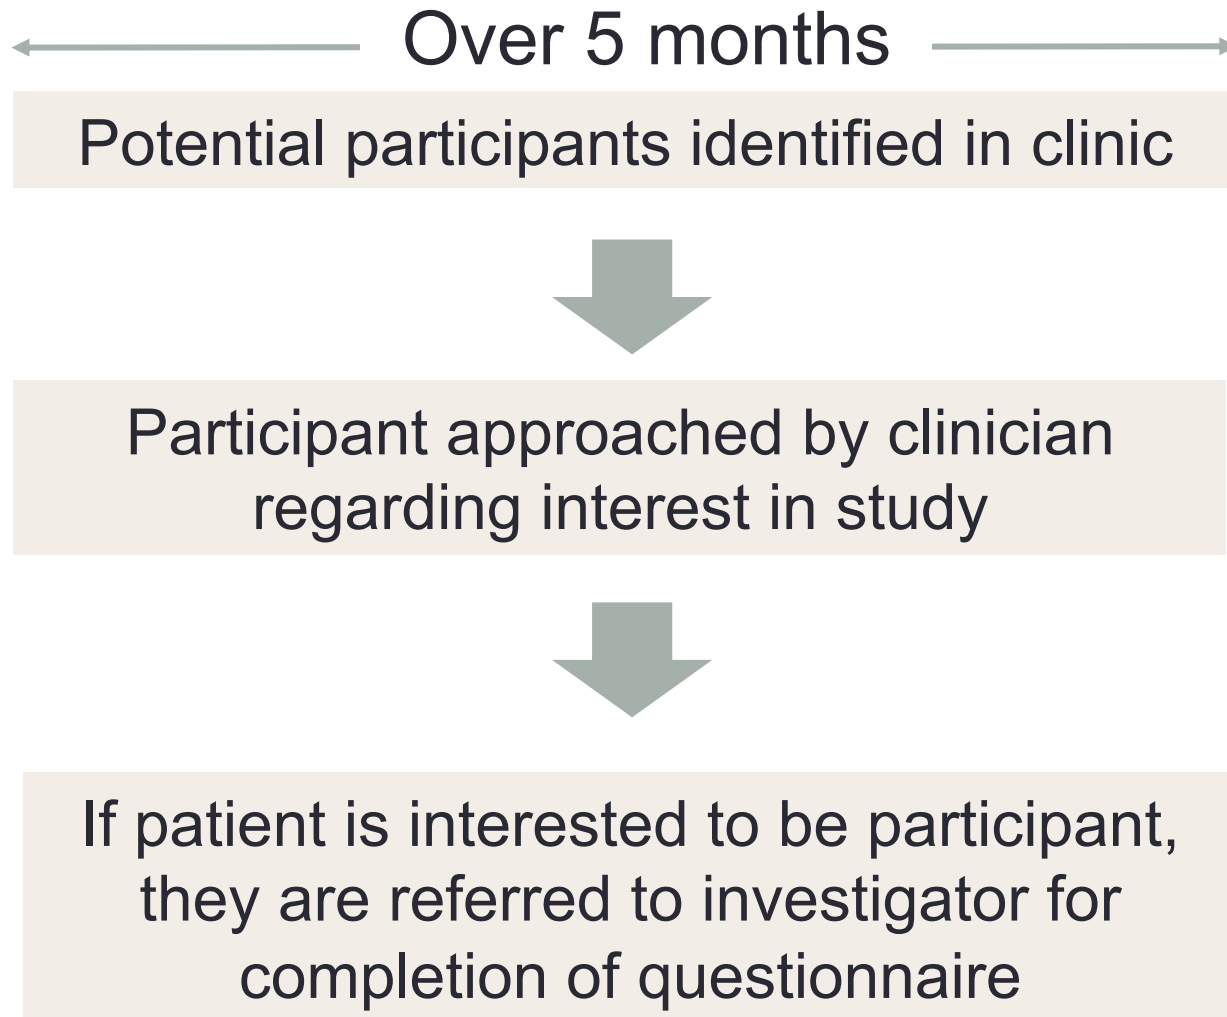 Over 5 months
Potential participants identified in clinic
Participant approached by clinician
regarding interest in study
If patient is interested to be participant,
they are referred to investigator for
completion of questionnaire